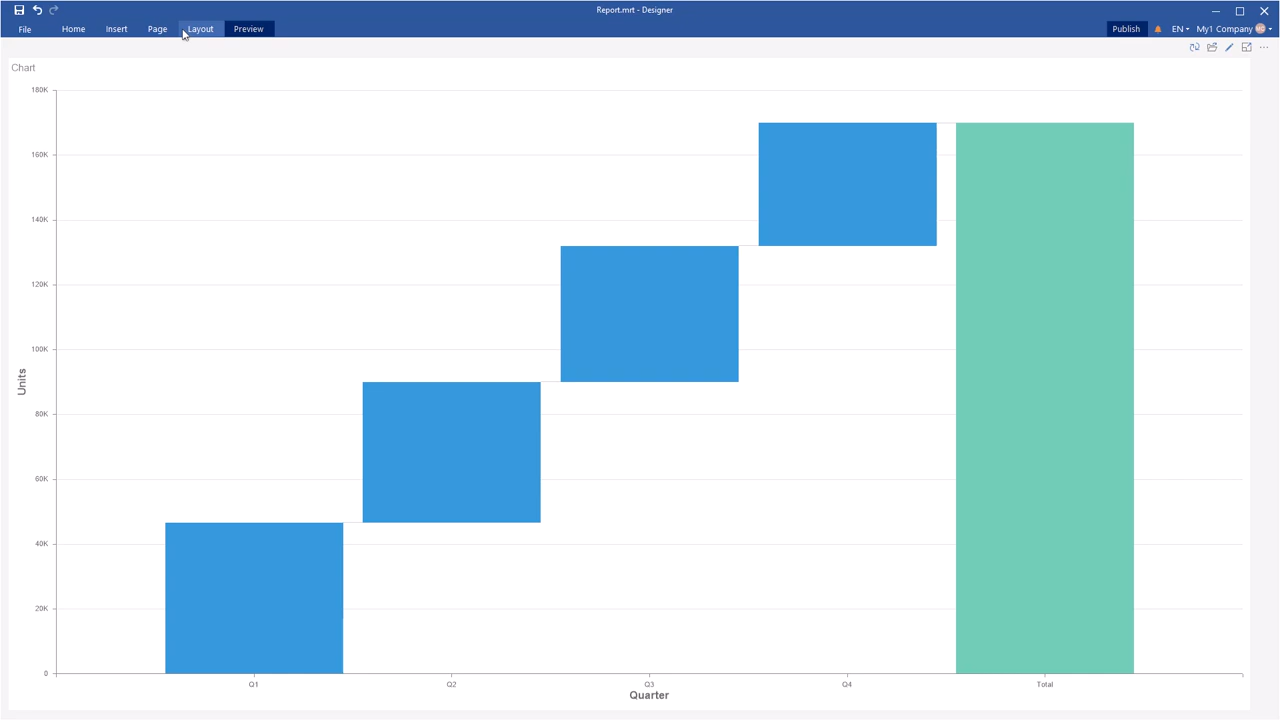 Report.mrt - Designer
File Home Insert Page Layout Preview Publish EN My1 Company
Chart
180K
160K
140K
120K
100K
80K
60K
40K
20K
0
Units
Q1 Q2 Q3 Q4 Total
Quarter